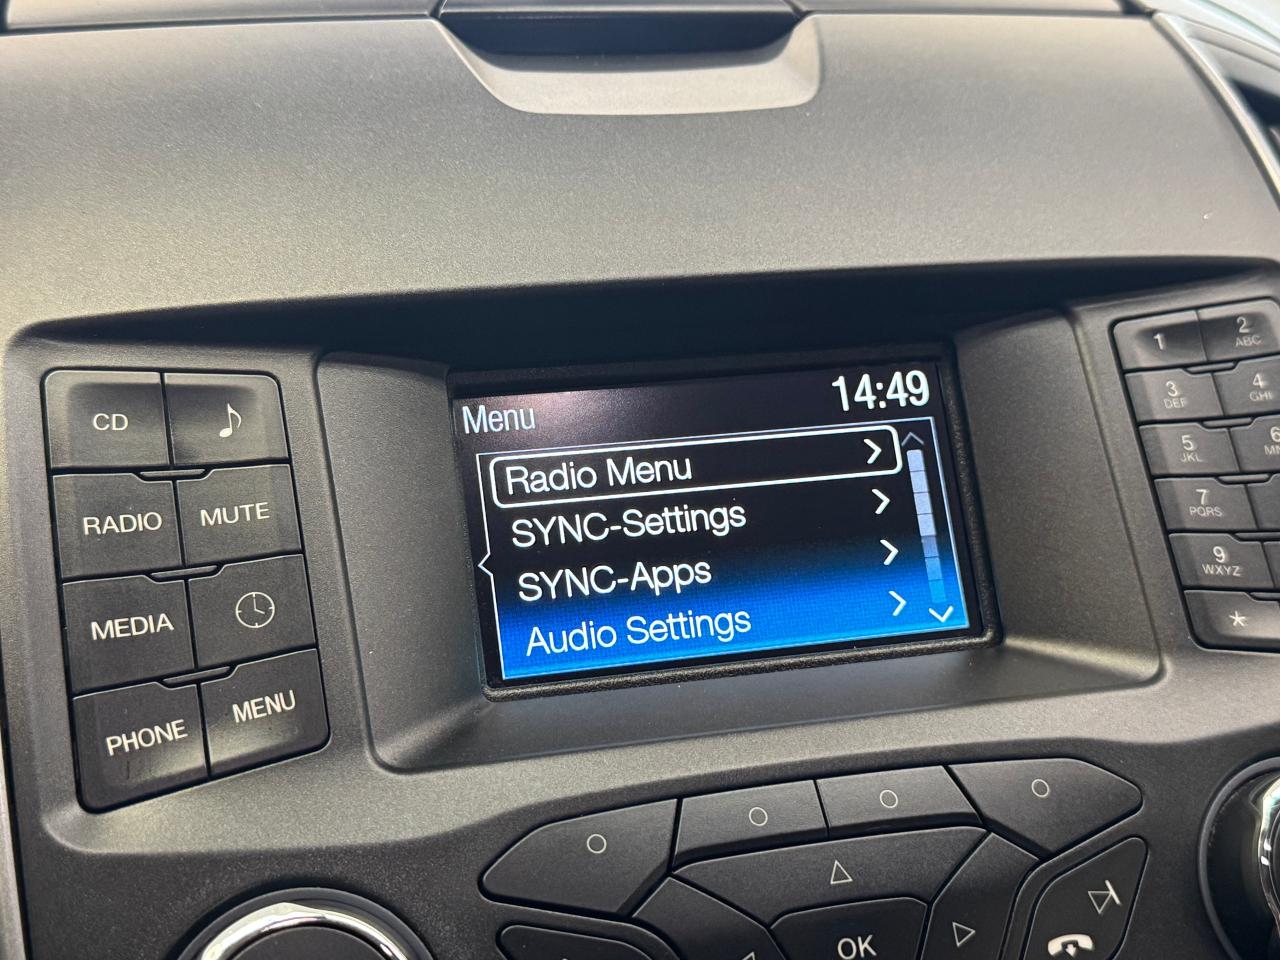 Menu
14:49
Radio Menu
SYNC-Settings
SYNC-Apps
Audio Settings
CD
RADIO
MUTE
MEDIA
PHONE
MENU
1
2
ABC
3
DEF
4
GHI
5
JKL
6
7
PQRS
9
WXYZ
*
OK